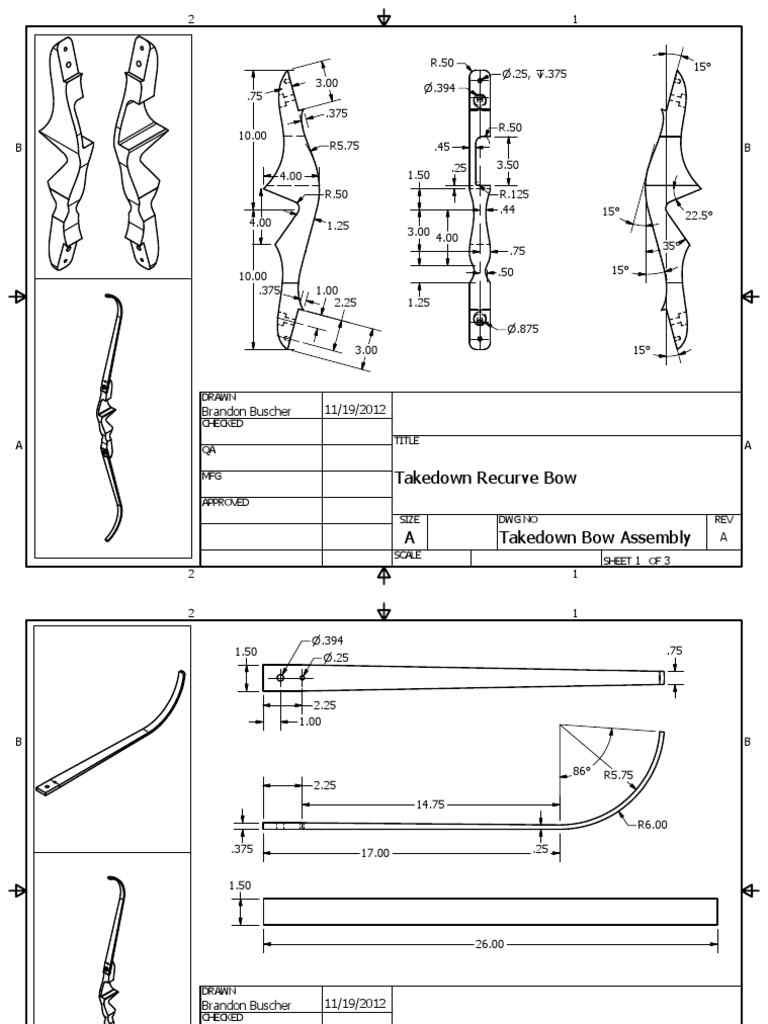 2 1
R.50
Ø.25, ↧.375
15°
3.00
.75
Ø.394
.375
R.50
B B
10.00
R5.75
.45
3.50
.25
4.00
1.50
R.125
R.50
.44
15°
22.5°
4.00
1.25
3.00
4.00
35°
.75
10.00
15°
.50
.375
1.00
2.25
1.25
Ø.875
3.00
15°
DRAWN
Brandon Buscher 11/19/2012
CHECKED
TITLE
A A
QA
MFG
Takedown Recurve Bow
APPROVED
SIZE DWG NO REV
A Takedown Bow Assembly A
SCALE
SHEET 1 OF 3
2 1
2 1
Ø.394
1.50
Ø.25
.75
2.25
1.00
B B
86°
R5.75
2.25
14.75
R6.00
.375
17.00
.25
1.50
26.00
DRAWN
Brandon Buscher 11/19/2012
CHECKED